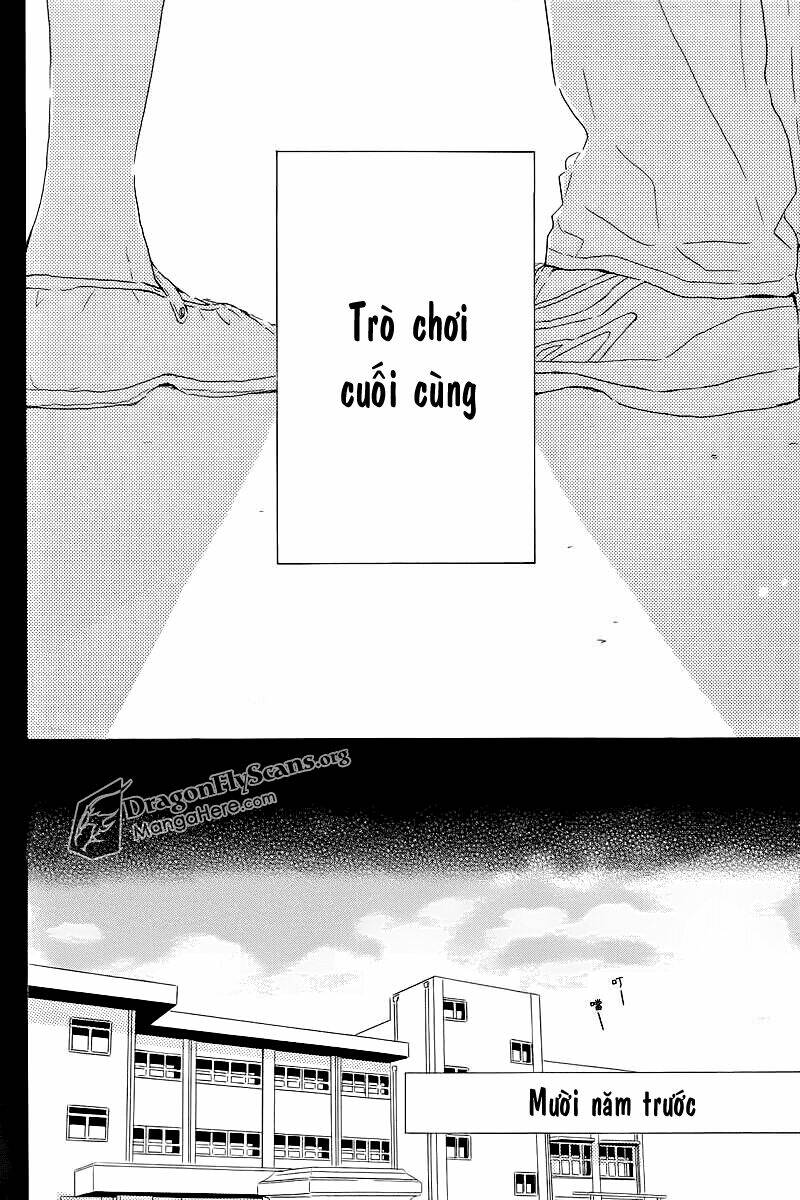 Trò chơi
cuối cùng
DragonFlyScans.org
MangaHere.com
叮—
噹—
Mười năm trước